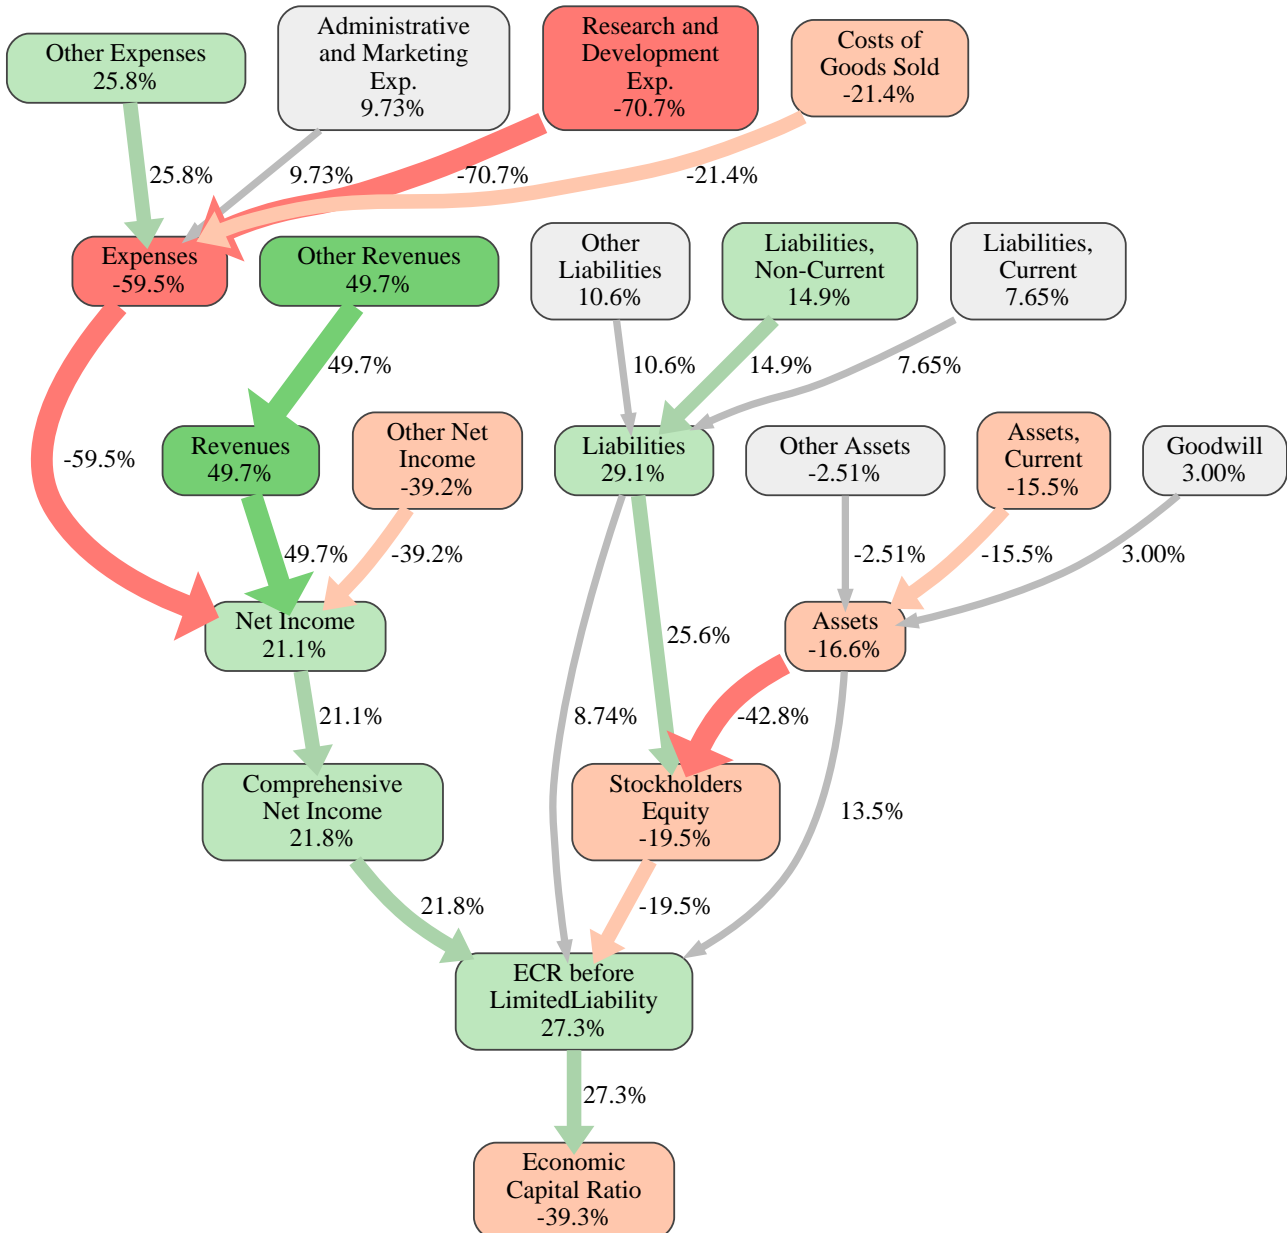 Other Expenses
25.8%
Administrative
and Marketing
Exp.
9.73%
Research and
Development
Exp.
-70.7%
Costs of
Goods Sold
-21.4%
25.8%
9.73%
-70.7%
-21.4%
Expenses
-59.5%
Other Revenues
49.7%
Other
Liabilities
10.6%
Liabilities,
Non-Current
14.9%
Liabilities,
Current
7.65%
49.7%
10.6%
14.9%
7.65%
-59.5%
Revenues
49.7%
Other Net
Income
-39.2%
Liabilities
29.1%
Other Assets
-2.51%
Assets,
Current
-15.5%
Goodwill
3.00%
49.7%
-39.2%
-2.51%
-15.5%
3.00%
Net Income
21.1%
25.6%
Assets
-16.6%
21.1%
8.74%
-42.8%
13.5%
Comprehensive
Net Income
21.8%
Stockholders
Equity
-19.5%
21.8%
-19.5%
ECR before
LimitedLiability
27.3%
27.3%
Economic
Capital Ratio
-39.3%